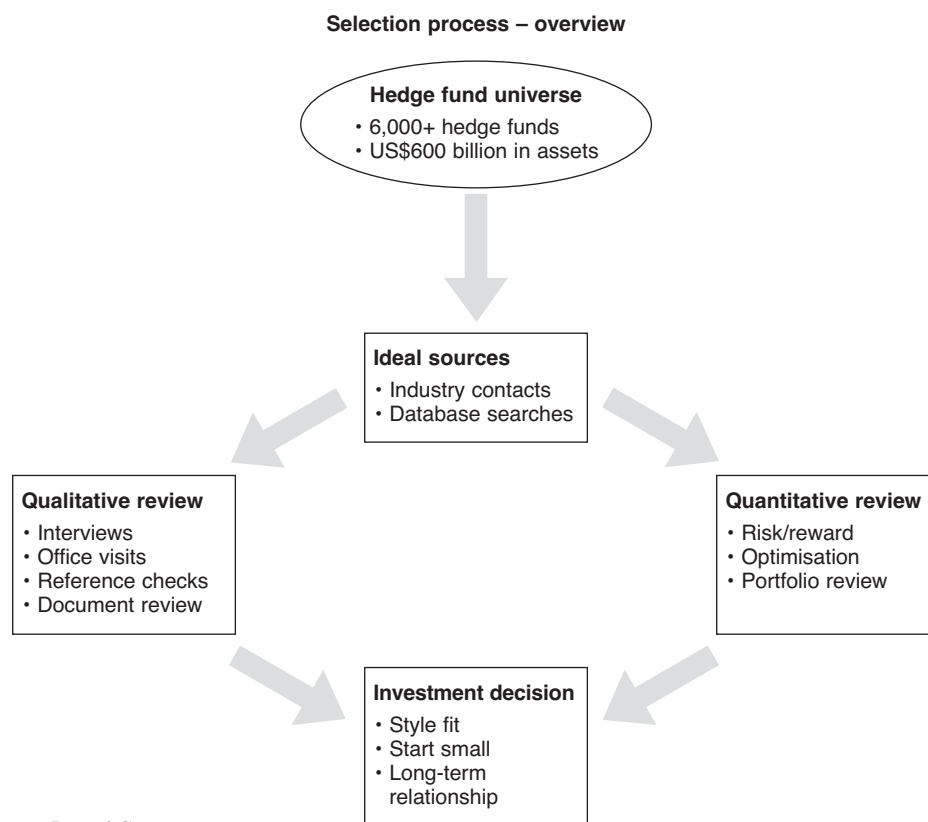 Selection process – overview
Hedge fund universe
• 6,000+ hedge funds
• US$600 billion in assets
Ideal sources
• Industry contacts
• Database searches
Qualitative review
• Interviews
• Office visits
• Reference checks
• Document review
Quantitative review
• Risk/reward
• Optimisation
• Portfolio review
Investment decision
• Style fit
• Start small
• Long-term
relationship